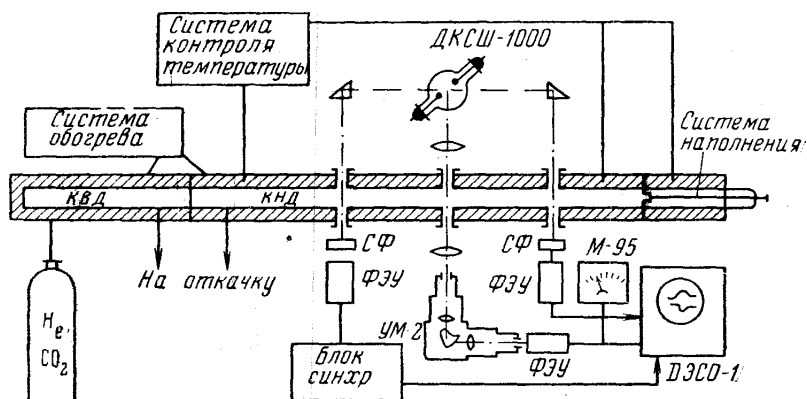 Система
контроля
температуры
ДКСШ-1000
Система
обогрева
Система
наполнения
КВД
КНД
СФ
СФ
М-95
ФЭУ
ФЭУ
На откачку
Не,
СО₂
УМ-2
ФЭУ
Блок
синхр
ДЭСО-1